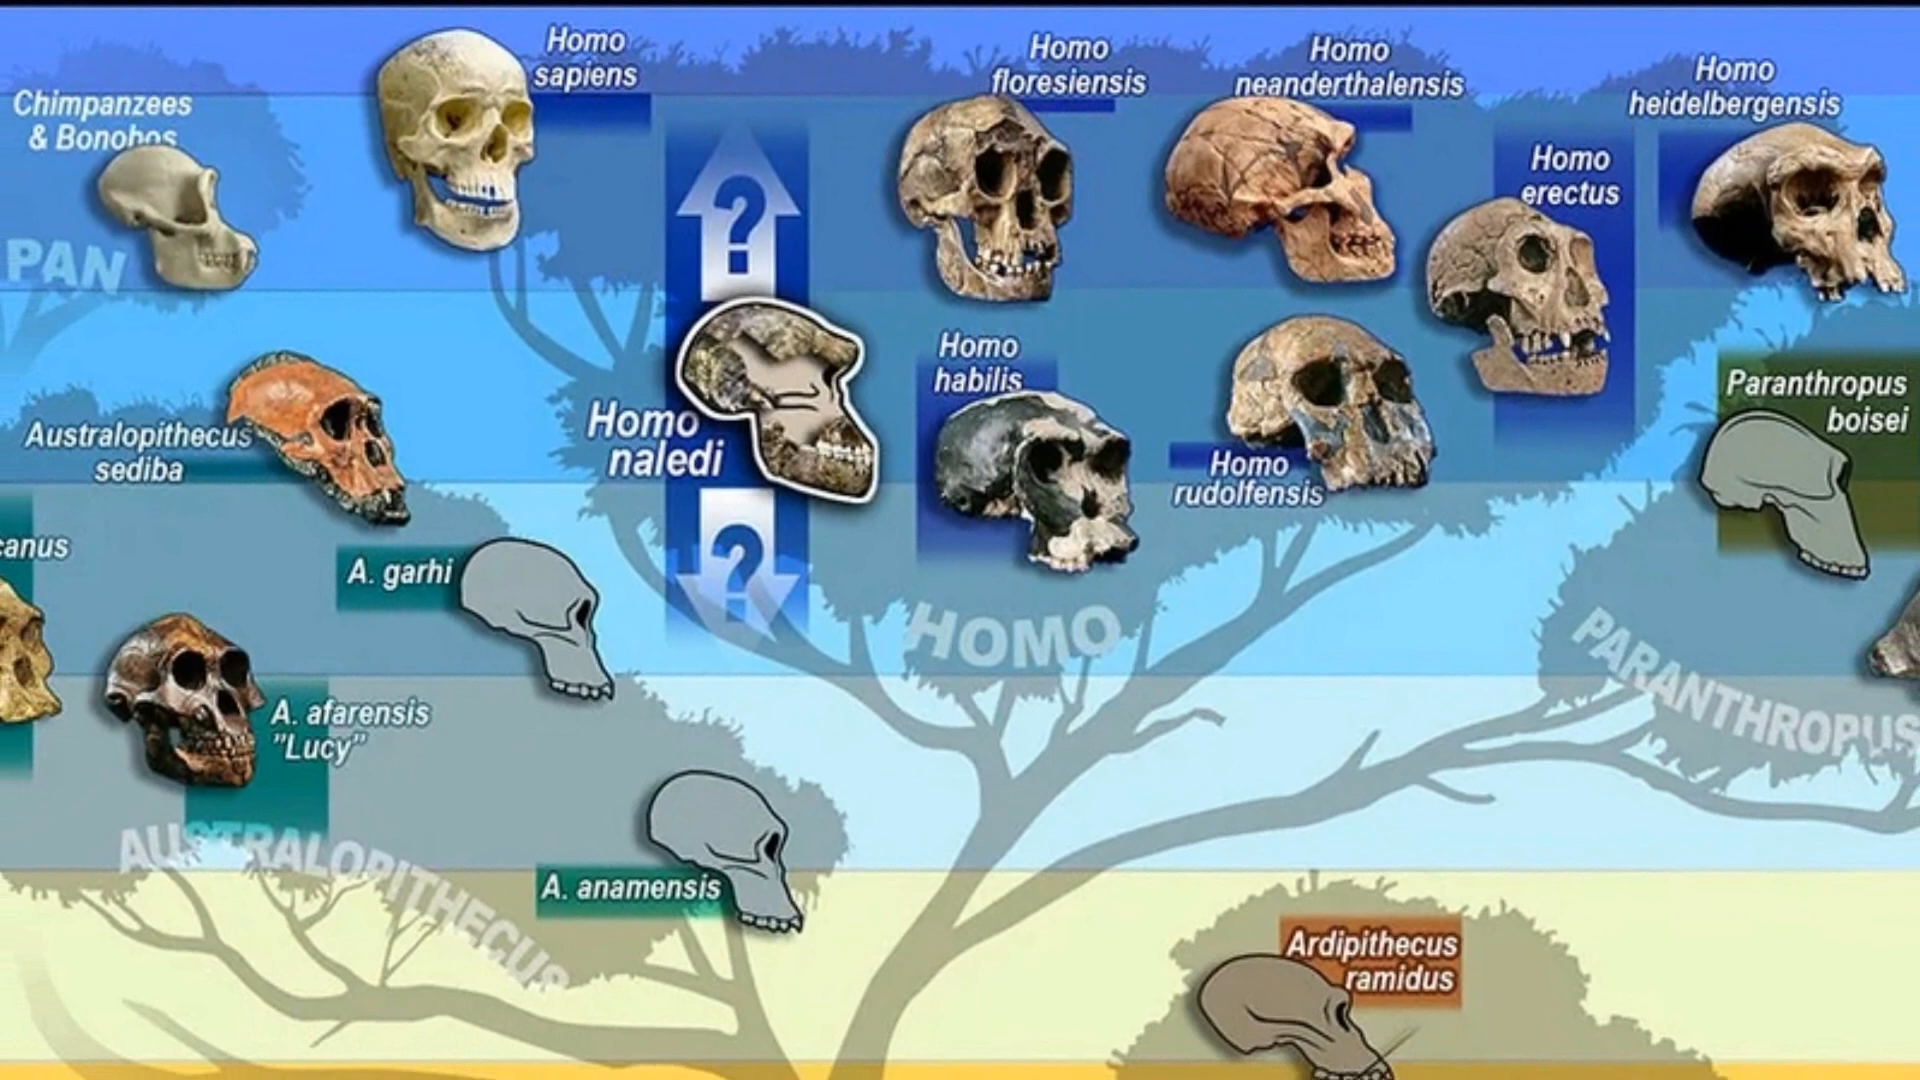 Homo
sapiens
Homo
floresiensis
Homo
neanderthalensis
Homo
heidelbergensis
Chimpanzees
& Bonobos
Homo
erectus
PAN
?
Homo
habilis
Paranthropus
boisei
Homo
naledi
Australopithecus
sediba
Homo
rudolfensis
canus
A. garhi
?
HOMO
PARANTHROPUS
A. afarensis
"Lucy"
AUSTRALOPITHECUS
A. anamensis
Ardipithecus
ramidus